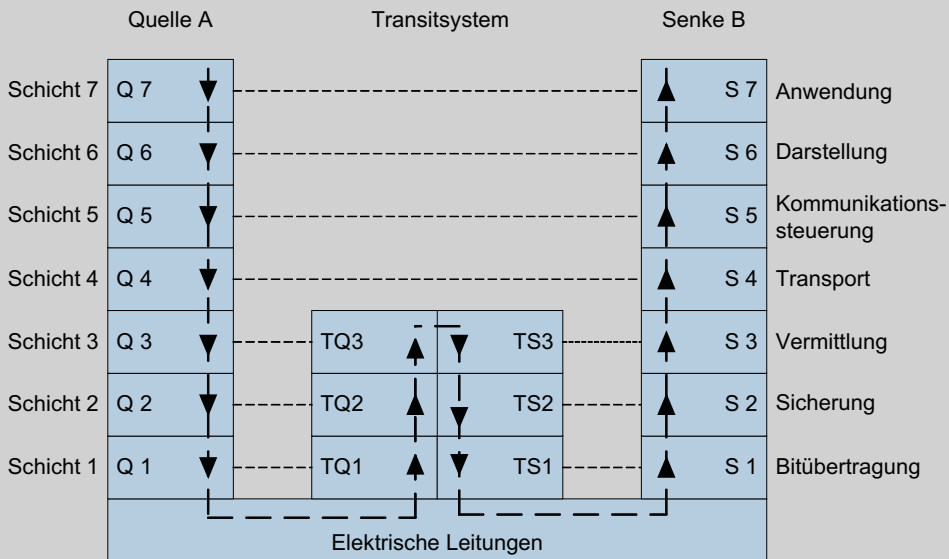 Quelle A Transitsystem Senke B
Schicht 7 Q 7 S 7 Anwendung
Schicht 6 Q 6 S 6 Darstellung
Schicht 5 Q 5 S 5 Kommunikations-
steuerung
Schicht 4 Q 4 S 4 Transport
Schicht 3 Q 3 TQ3 TS3 S 3 Vermittlung
Schicht 2 Q 2 TQ2 TS2 S 2 Sicherung
Schicht 1 Q 1 TQ1 TS1 S 1 Bitübertragung
Elektrische Leitungen